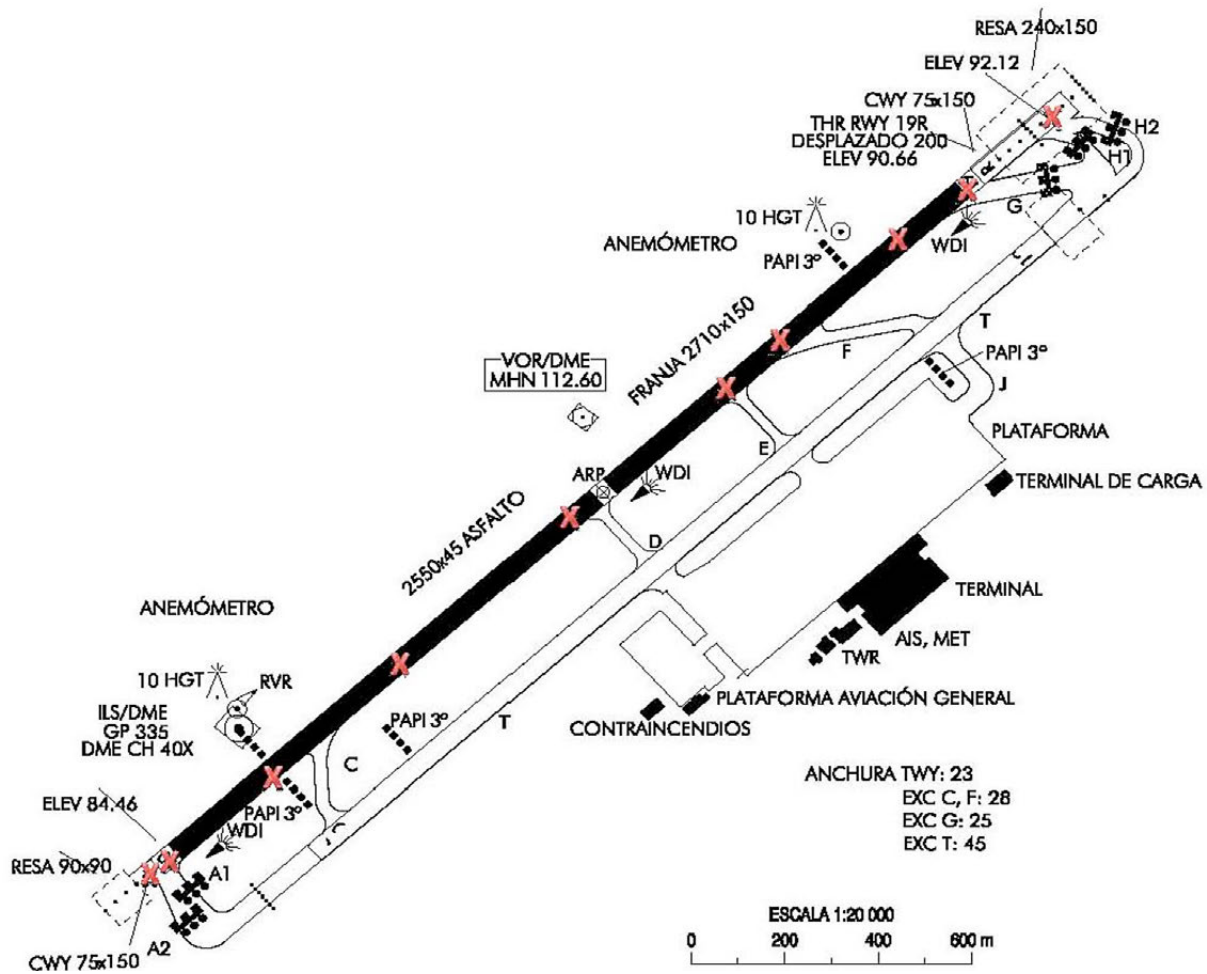 RESA 240x150
ELEV 92.12
CWY 75x150
THR RWY 19R
DESPLAZADO 200
ELEV 90.66
H2
H1
G
10 HGT
WDI
ANEMÓMETRO
PAPI 3º
T
F
PAPI 3º
J
VOR/DME
MHN 112.60
FRANJA 2710x150
PLATAFORMA
E
ARP
WDI
TERMINAL DE CARGA
2550x45 ASFALTO
D
TERMINAL
ANEMÓMETRO
AIS, MET
TWR
10 HGT
RVR
PLATAFORMA AVIACIÓN GENERAL
ILS/DME
GP 335
DME CH 40X
PAPI 3º
T
CONTRAINCENDIOS
C
ANCHURA TWY: 23
EXC C, F: 28
EXC G: 25
EXC T: 45
ELEV 84.46
PAPI 3º
WDI
RESA 90x90
A1
A2
CWY 75x150
ESCALA 1:20 000
0 200 400 600 m